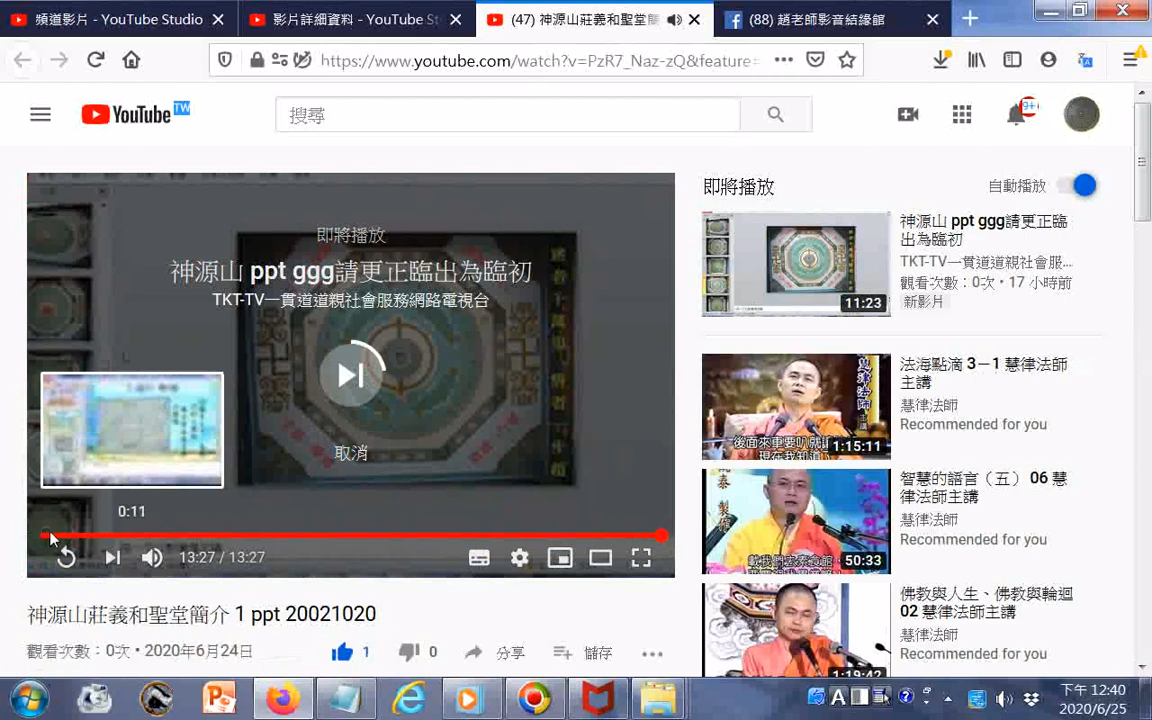 頻道影片 - YouTube Studio
影片詳細資料 - YouTube St
(47) 神源山莊義和聖堂簡
(88) 趙老師影音結緣館
https://www.youtube.com/watch?v=PzR7_Naz-zQ&feature=
YouTube TW
搜尋
9+
即將播放
神源山 ppt ggg請更正臨出為臨初
TKT-TV一貫道道親社會服務網路電視台
取消
0:11
13:27 / 13:27
神源山莊義和聖堂簡介 1 ppt 20021020
觀看次數：0次 • 2020年6月24日
1
0
分享
儲存
即將播放
自動播放
神源山 ppt ggg請更正臨
出為臨初
TKT-TV一貫道道親社會服...
觀看次數：0次 • 17 小時前
新影片
11:23
法海點滴 3－1 慧律法師
主講
慧律法師
Recommended for you
慧律法師
1:15:11
智慧的語言（五）06 慧
律法師主講
慧律法師
Recommended for you
50:33
佛教與人生、佛教與輪迴
02 慧律法師主講
慧律法師
Recommended for you
1:19:42
A
下午 12:40
2020/6/25